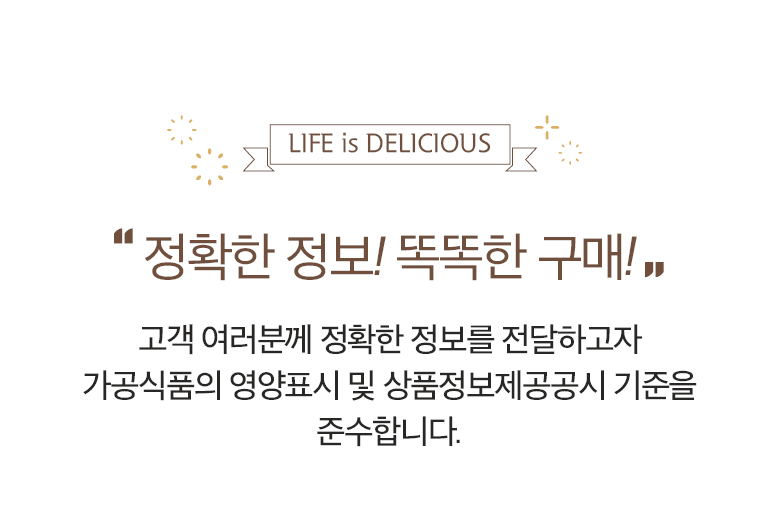 LIFE is DELICIOUS
“ 정확한 정보! 똑똑한 구매! „
고객 여러분께 정확한 정보를 전달하고자
가공식품의 영양표시 및 상품정보제공공시 기준을
준수합니다.